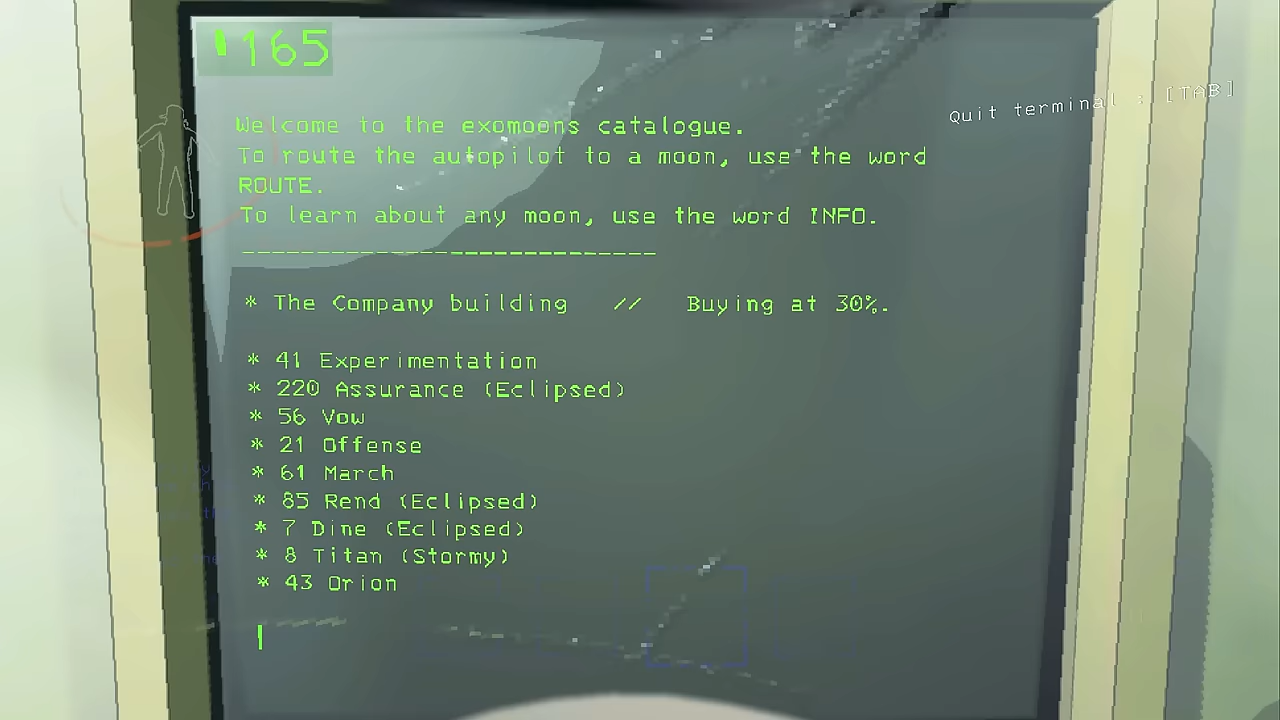 165
Quit terminal : [TAB]
Welcome to the exomoons catalogue.
To route the autopilot to a moon, use the word
ROUTE.
To learn about any moon, use the word INFO.
----------------------------
* The Company building // Buying at 30%.
* 41 Experimentation
* 220 Assurance (Eclipsed)
* 56 Vow
* 21 Offense
* 61 March
* 85 Rend (Eclipsed)
* 7 Dine (Eclipsed)
* 8 Titan (Stormy)
* 43 Orion